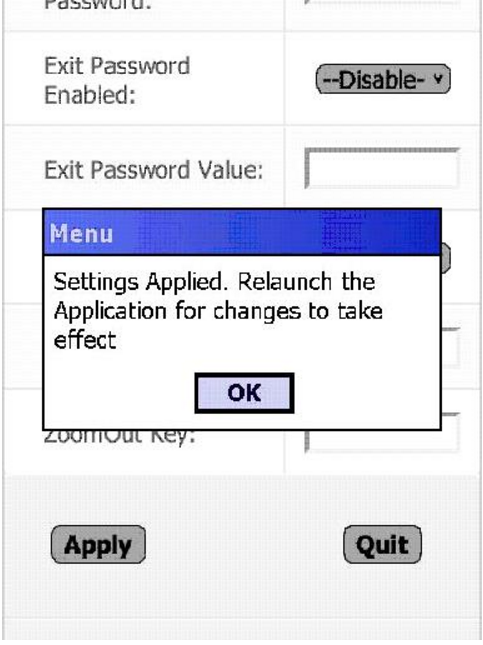 Password:
Exit Password
Enabled:
--Disable-
Exit Password Value:
Menu
Settings Applied. Relaunch the
Application for changes to take
effect
OK
ZoomOut Key:
Apply
Quit